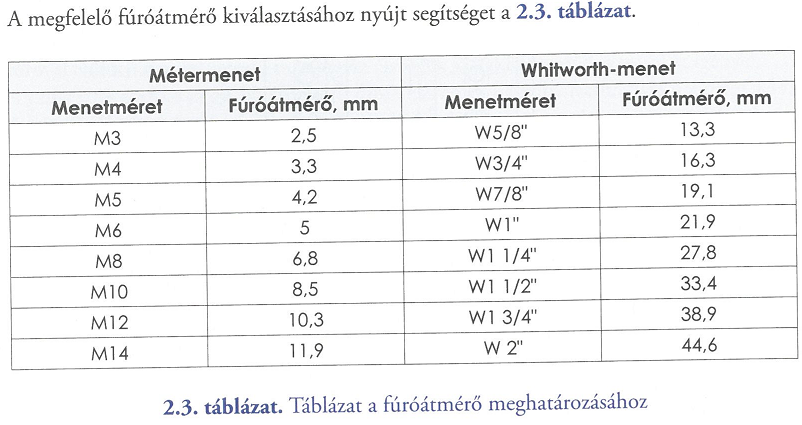 A megfelelő fúróátmérő kiválasztásához nyújt segítséget a 2.3. táblázat.
Métermenet Whitworth-menet
Menetméret Fúróátmérő, mm Menetméret Fúróátmérő, mm
M3 2,5 W5/8" 13,3
M4 3,3 W3/4" 16,3
M5 4,2 W7/8" 19,1
M6 5 W1" 21,9
M8 6,8 W1 1/4" 27,8
M10 8,5 W1 1/2" 33,4
M12 10,3 W1 3/4" 38,9
M14 11,9 W 2" 44,6
2.3. táblázat. Táblázat a fúróátmérő meghatározásához